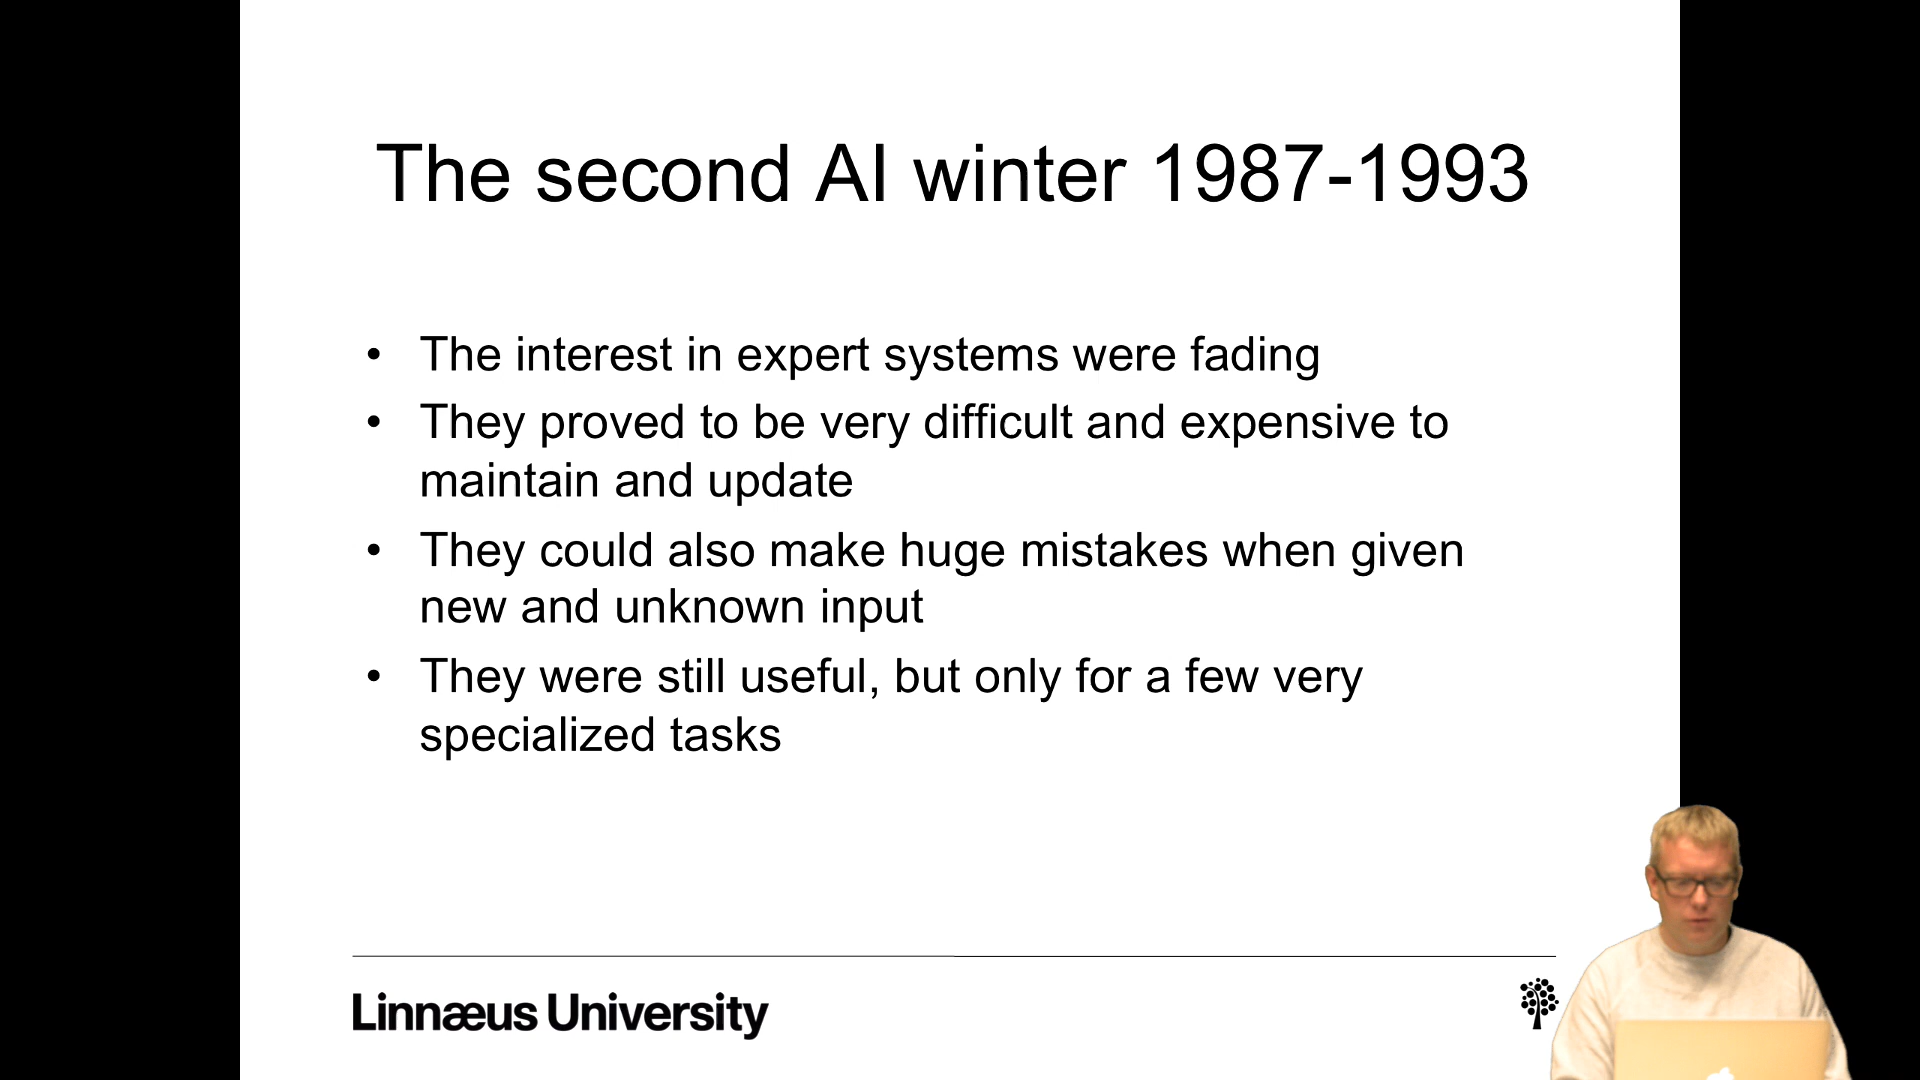 The second AI winter 1987-1993
• The interest in expert systems were fading
• They proved to be very difficult and expensive to
maintain and update
• They could also make huge mistakes when given
new and unknown input
• They were still useful, but only for a few very
specialized tasks
Linnæus University